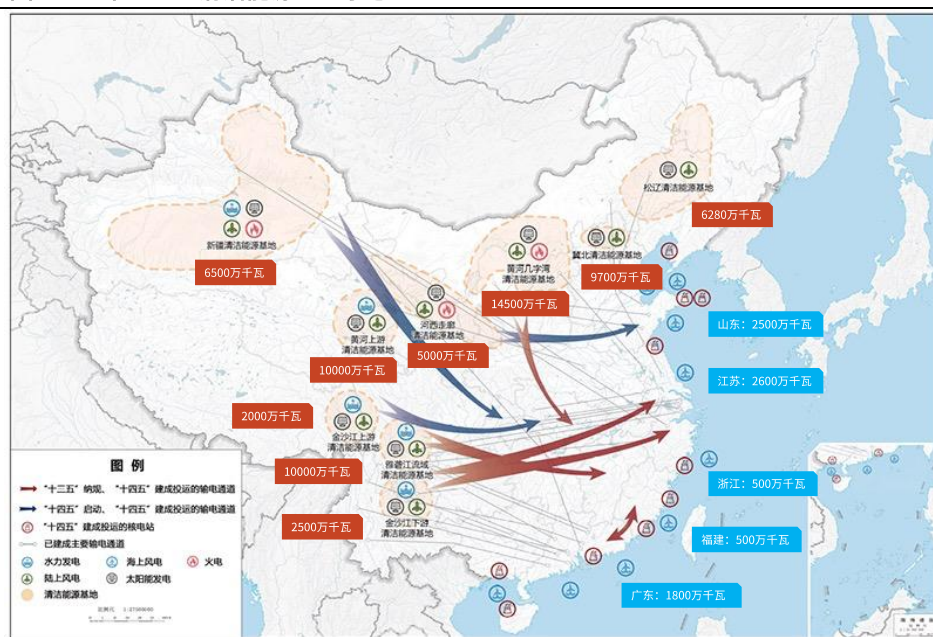 松辽清洁能源基地
6280万千瓦
新疆清洁能源基地
6500万千瓦
黄河几字湾
清洁能源基地
14500万千瓦
冀北清洁能源基地
9700万千瓦
黄河上游
清洁能源基地
10000万千瓦
河西走廊
清洁能源基地
5000万千瓦
山东：2500万千瓦
江苏：2600万千瓦
2000万千瓦
金沙江上游
清洁能源基地
雅砻江流域
清洁能源基地
10000万千瓦
金沙江下游
清洁能源基地
2500万千瓦
浙江：500万千瓦
福建：500万千瓦
广东：1800万千瓦
图 例
“十三五”纳规、“十四五”建成投运的输电通道
“十四五”启动、“十四五”建成投运的输电通道
“十四五”建成投运的核电站
已建成主要输电通道
水力发电 海上风电 火电
陆上风电 太阳能发电
清洁能源基地